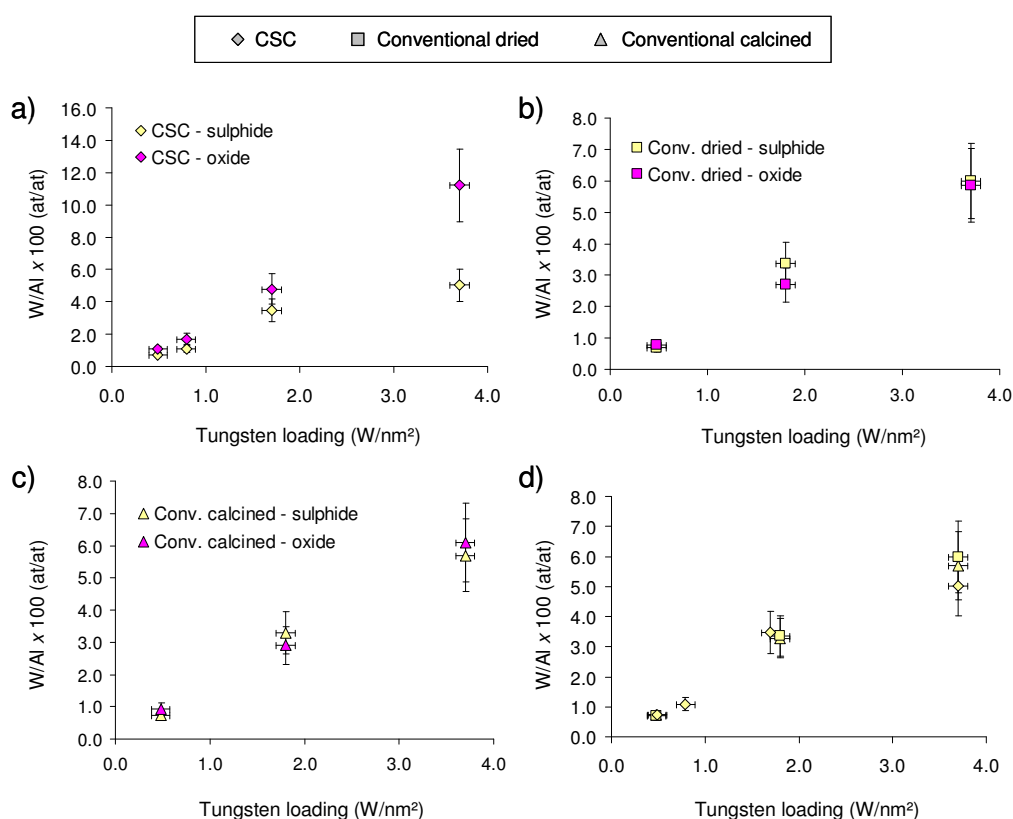 CSC Conventional dried Conventional calcined
a)
16.0
14.0
12.0
10.0
8.0
6.0
4.0
2.0
0.0
W/Al x 100 (at/at)
CSC - sulphide
CSC - oxide
0.0 1.0 2.0 3.0 4.0
Tungsten loading (W/nm²)
b)
8.0
7.0
6.0
5.0
4.0
3.0
2.0
1.0
0.0
W/Al x 100 (at/at)
Conv. dried - sulphide
Conv. dried - oxide
0.0 1.0 2.0 3.0 4.0
Tungsten loading (W/nm²)
c)
8.0
7.0
6.0
5.0
4.0
3.0
2.0
1.0
0.0
W/Al x 100 (at/at)
Conv. calcined - sulphide
Conv. calcined - oxide
0.0 1.0 2.0 3.0 4.0
Tungsten loading (W/nm²)
d)
8.0
7.0
6.0
5.0
4.0
3.0
2.0
1.0
0.0
W/Al x 100 (at/at)
0.0 1.0 2.0 3.0 4.0
Tungsten loading (W/nm²)